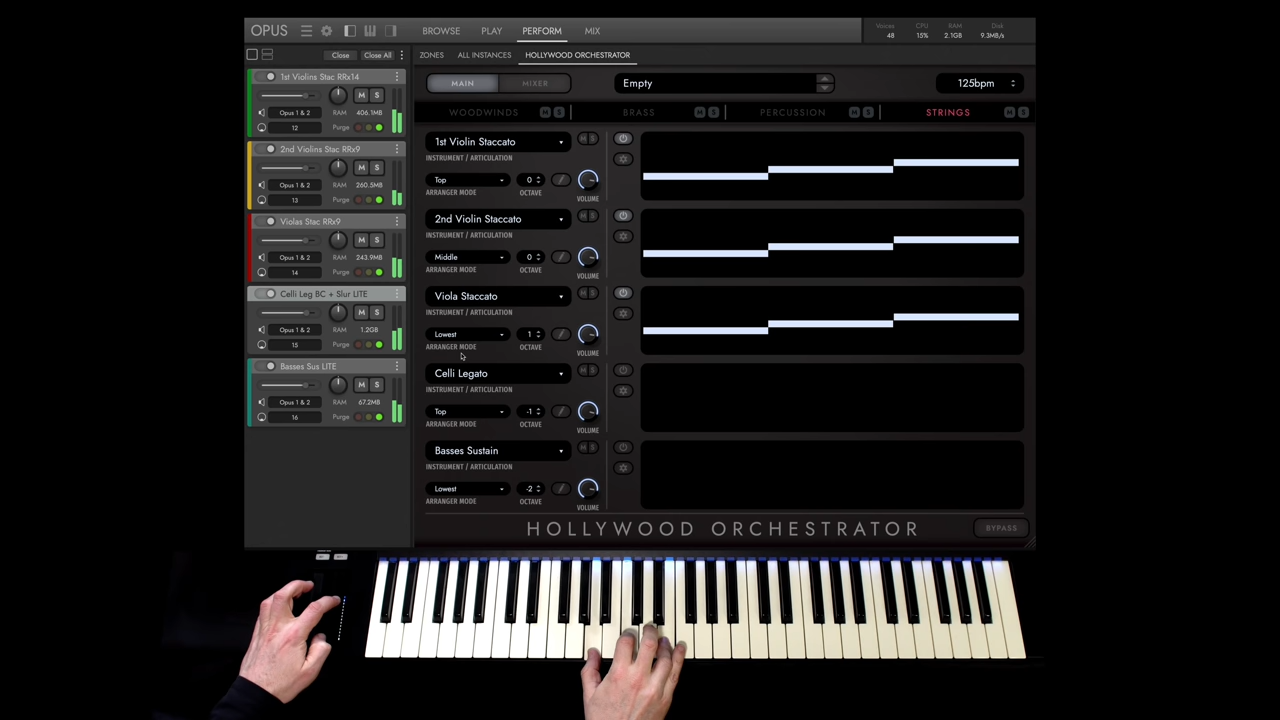 OPUS BROWSE PLAY PERFORM MIX
Voices CPU RAM Disk
48 15% 2.1GB 9.3MB/s
Close Close All
ZONES ALL INSTANCES HOLLYWOOD ORCHESTRATOR
1st Violins Stac RRx14
M S
Opus 1 & 2 RAM 406.1MB
12 Purge
2nd Violins Stac RRx9
M S
Opus 1 & 2 RAM 260.5MB
13 Purge
Violas Stac RRx9
M S
Opus 1 & 2 RAM 243.9MB
14 Purge
Celli Leg BC + Slur LITE
M S
Opus 1 & 2 RAM 1.2GB
15 Purge
Basses Sus LITE
M S
Opus 1 & 2 RAM 67.2MB
16 Purge
MAIN MIXER Empty 125bpm
WOODWINDS M S BRASS M S PERCUSSION M S STRINGS M S
1st Violin Staccato M S
INSTRUMENT / ARTICULATION
Top 0
ARRANGER MODE OCTAVE VOLUME
2nd Violin Staccato M S
INSTRUMENT / ARTICULATION
Middle 0
ARRANGER MODE OCTAVE VOLUME
Viola Staccato M S
INSTRUMENT / ARTICULATION
Lowest 1
ARRANGER MODE OCTAVE VOLUME
Celli Legato M S
INSTRUMENT / ARTICULATION
Top -1
ARRANGER MODE OCTAVE VOLUME
Basses Sustain M S
INSTRUMENT / ARTICULATION
Lowest -2
ARRANGER MODE OCTAVE VOLUME
HOLLYWOOD ORCHESTRATOR BYPASS